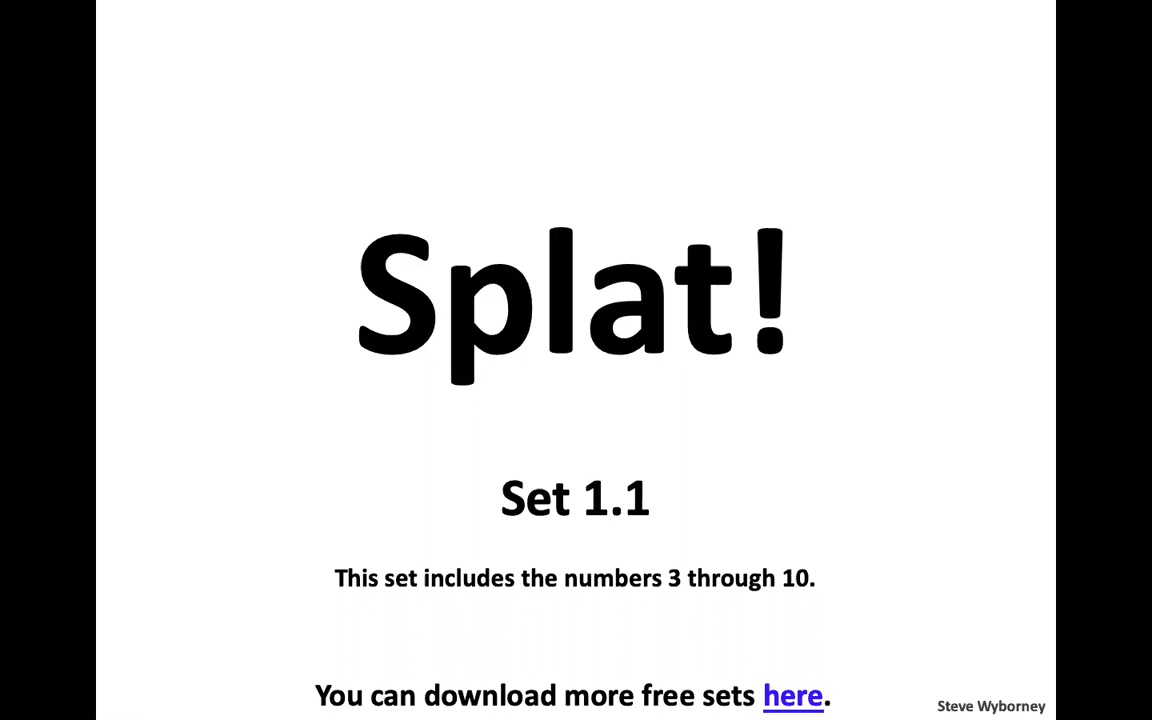 Splat!
Set 1.1
This set includes the numbers 3 through 10.
You can download more free sets here.
Steve Wyborney